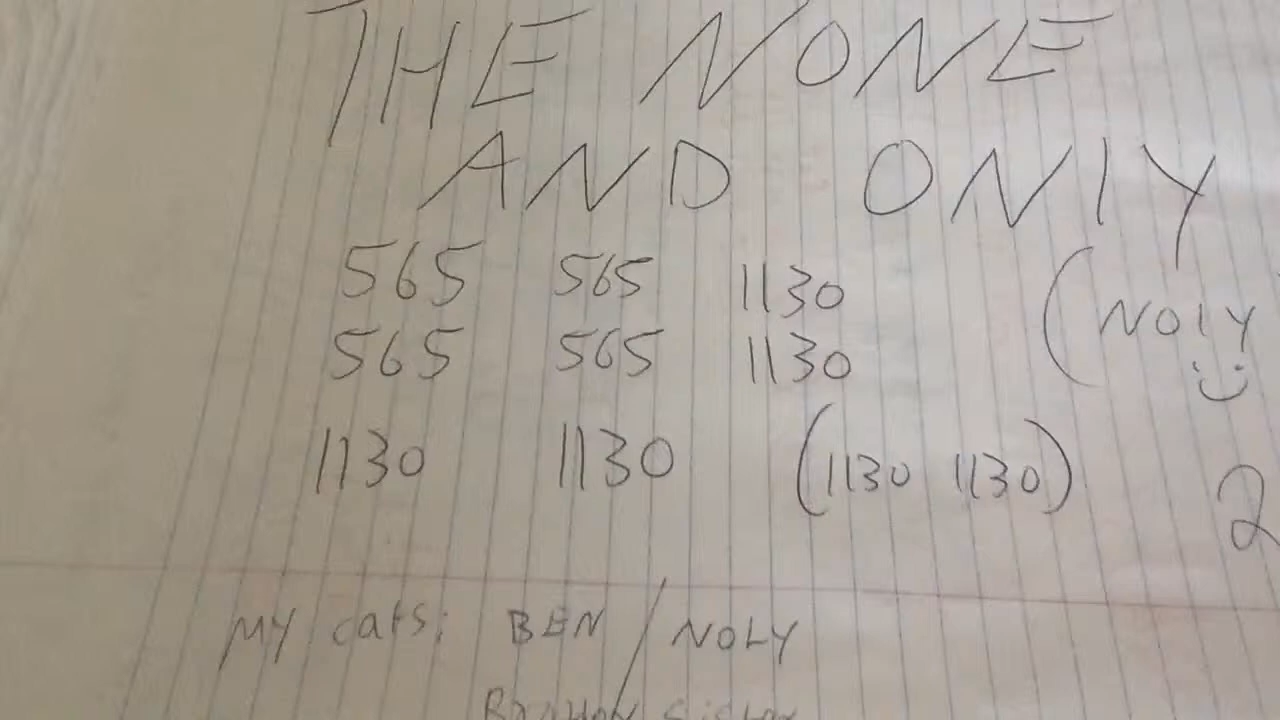 THE NONE
AND ONLY
565 565 1130 (NOLY
565 565 1130 :)
1130 1130 (1130 1130) 2
MY cats: BEN / NOLY
sister